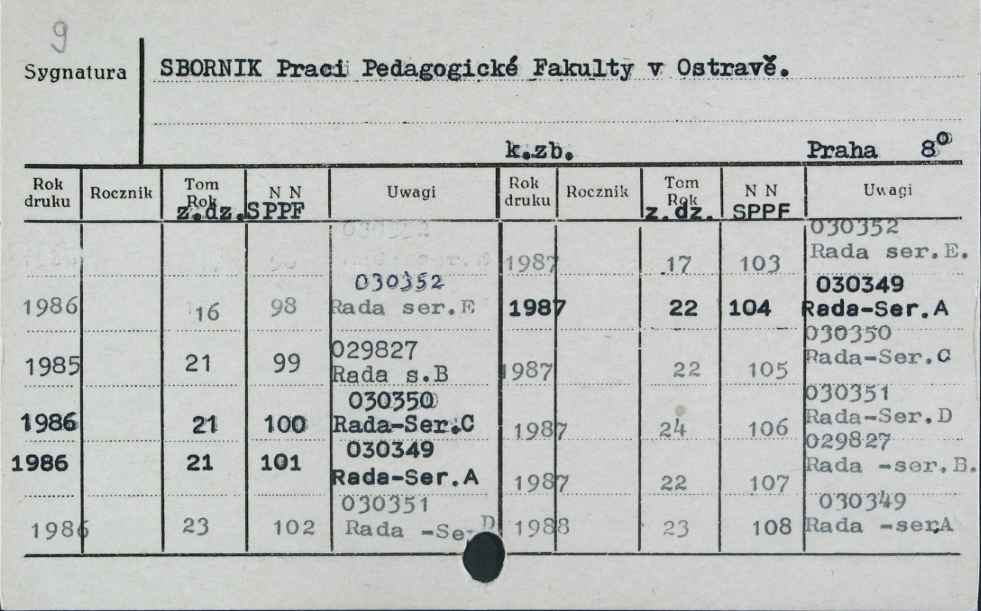 9
Sygnatura
SBORNIK Praci Pedagogické Fakulty v Ostravě.
k.zb. Praha 8°
Rok druku Rocznik Tom Rok z.dz. N N SPPF Uwagi Rok druku Rocznik Tom Rok z.dz. N N SPPF Uwagi
030352
1986 16 98 Rada ser.E
029827
1985 21 99 Rada s.B
030350
1986 21 100 Rada-Ser.C
030349
1986 21 101 Rada-Ser.A
030351
1986 23 102 Rada -Ser D
030352
1987 17 103 Rada ser.E.
030349
1987 22 104 Rada-Ser.A
030350
1987 22 105 Rada-Ser.C
030351
1987 24 106 Rada-Ser.D
029827
1987 22 107 Rada -ser.B.
030349
1988 23 108 Rada -ser.A